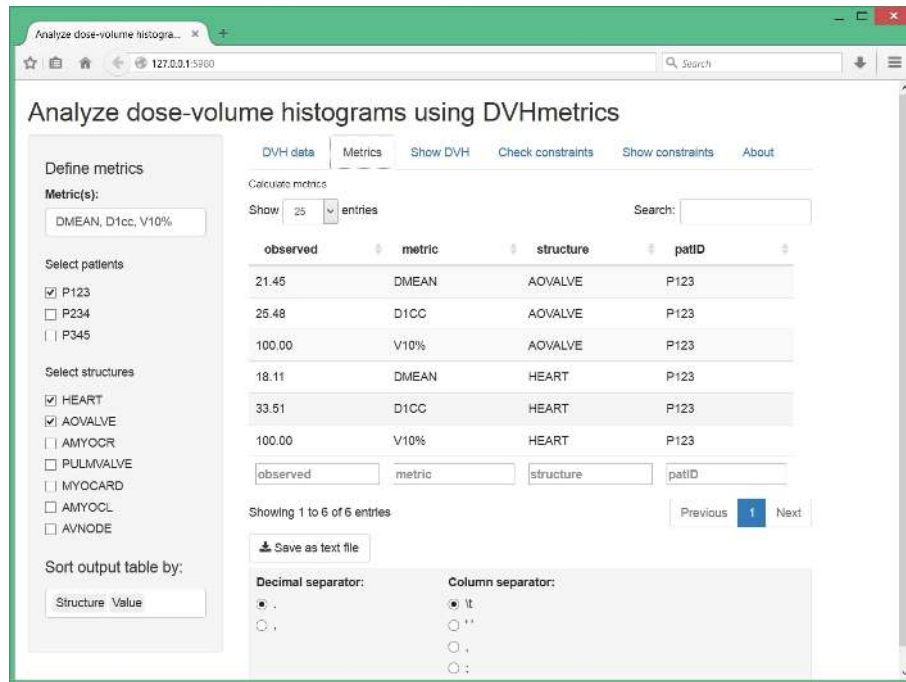 Analyze dose-volume histogra... × +
127.0.0.1:5980 Search
Analyze dose-volume histograms using DVHmetrics
Define metrics
Metric(s):
DMEAN, D1cc, V10%
Select patients
P123
P234
P345
Select structures
HEART
AOVALVE
AMYOCR
PULMVALVE
MYOCARD
AMYOCL
AVNODE
Sort output table by:
Structure Value
DVH data Metrics Show DVH Check constraints Show constraints About
Calculate metrics
Show 25 entries Search:
observed metric structure patID
21.45 DMEAN AOVALVE P123
25.48 D1CC AOVALVE P123
100.00 V10% AOVALVE P123
18.11 DMEAN HEART P123
33.51 D1CC HEART P123
100.00 V10% HEART P123
observed metric structure patID
Showing 1 to 6 of 6 entries Previous 1 Next
Save as text file
Decimal separator: Column separator:
. \t
, ' '
,
;